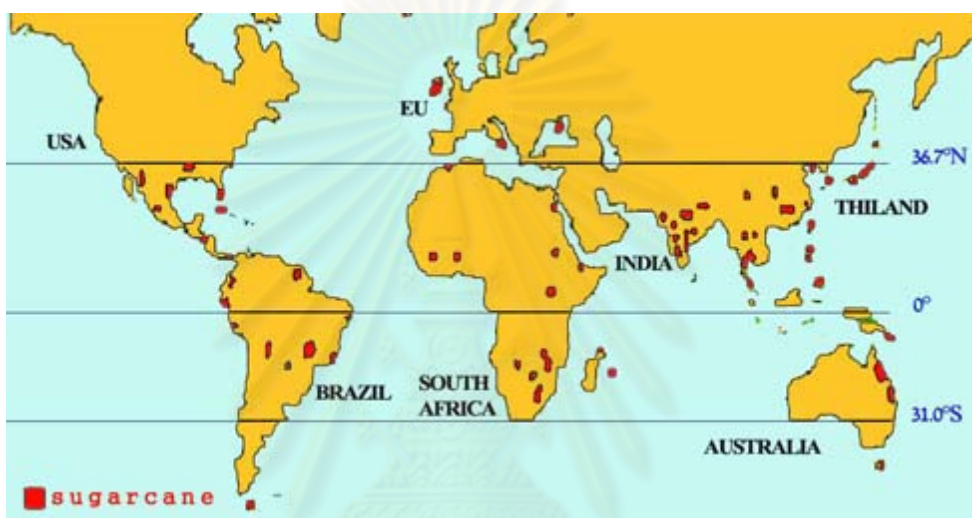 EU
USA
36.7°N
THILAND
INDIA
0°
BRAZIL
SOUTH
AFRICA
31.0°S
AUSTRALIA
sugarcane